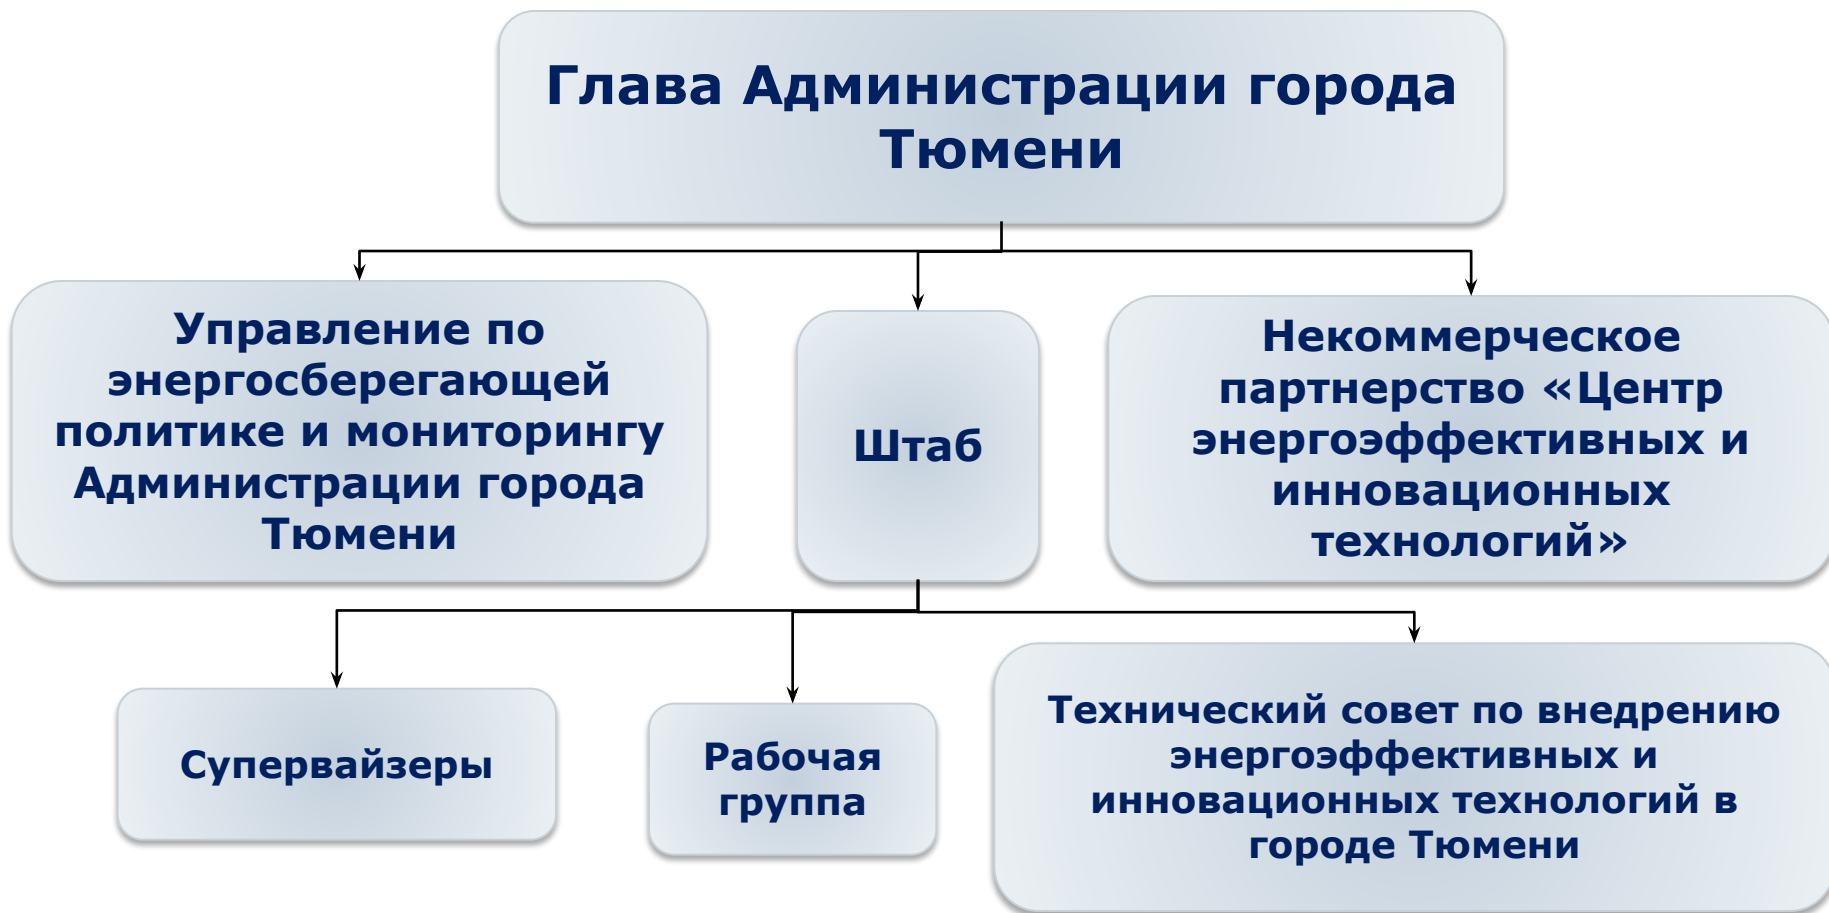 Глава Администрации города
Тюмени
Управление по
энергосберегающей
политике и мониторингу
Администрации города
Тюмени
Штаб
Некоммерческое
партнерство «Центр
энергоэффективных и
инновационных
технологий»
Супервайзеры
Рабочая
группа
Технический совет по внедрению
энергоэффективных и
инновационных технологий в
городе Тюмени